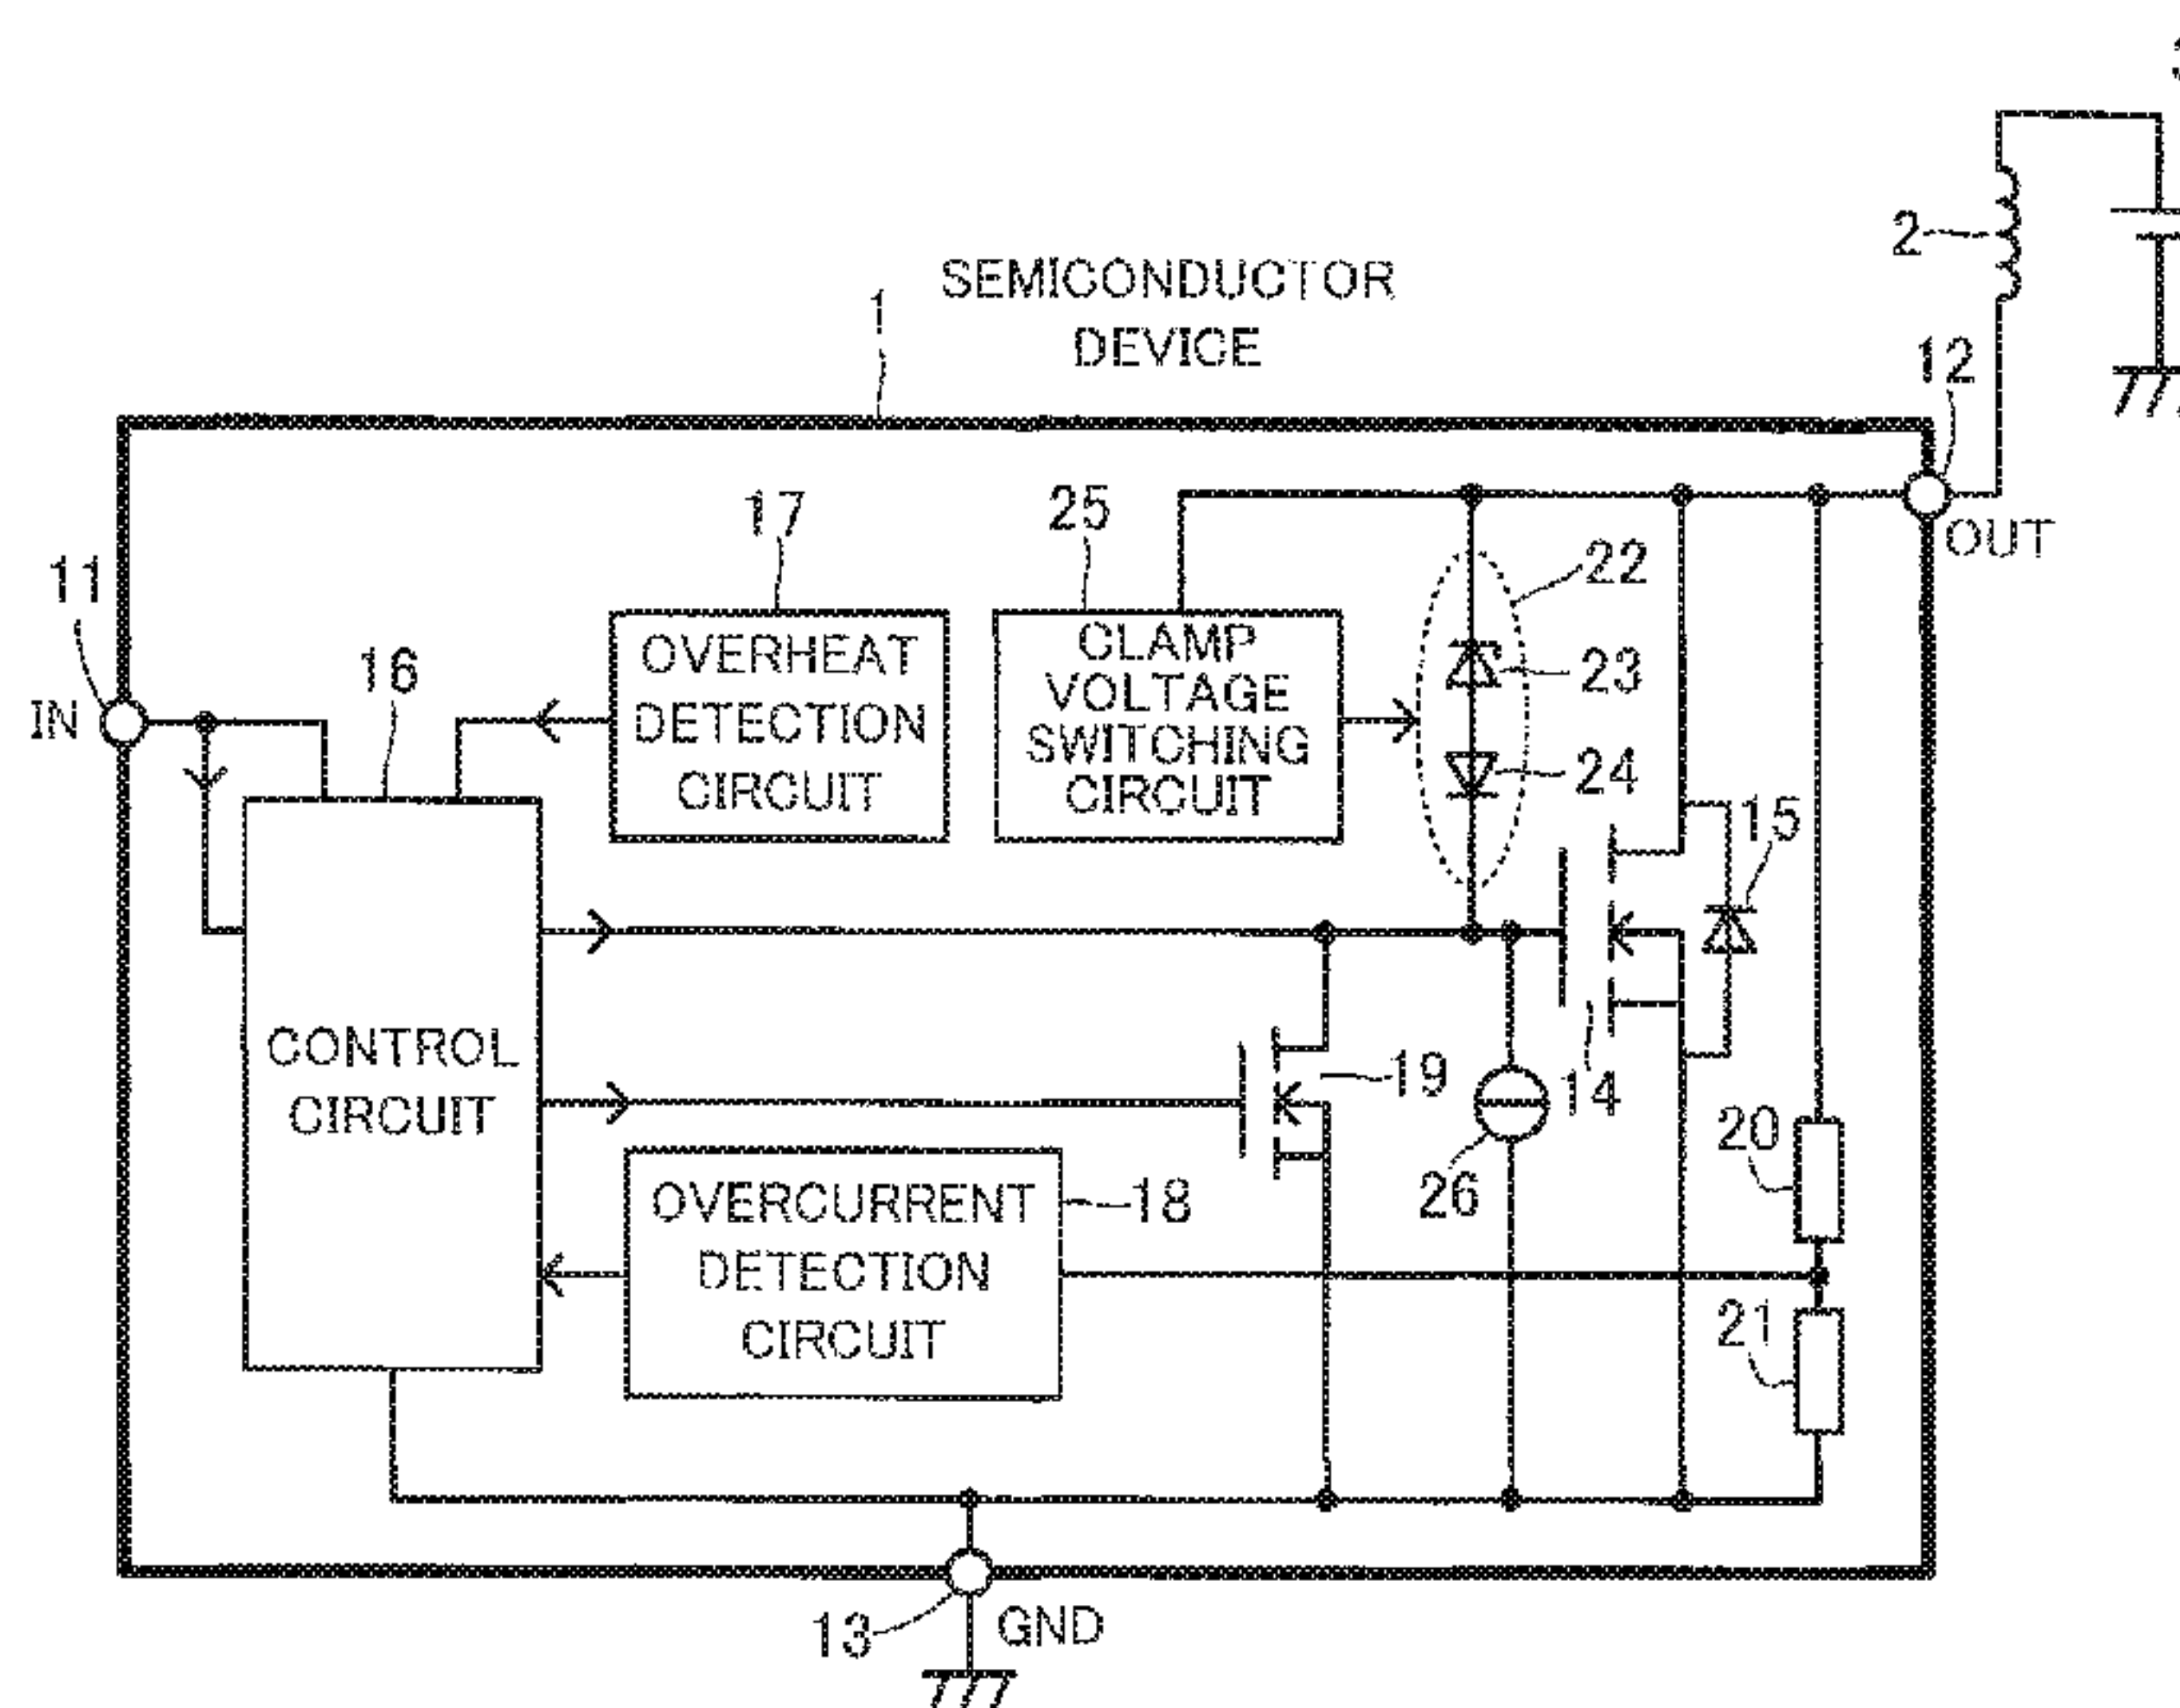 SEMICONDUCTOR
DEVICE
1
2
12
OUT
17
25
22
11
IN
16
OVERHEAT
DETECTION
CIRCUIT
CLAMP
VOLTAGE
SWITCHING
CIRCUIT
23
24
15
CONTROL
CIRCUIT
19
14
20
26
OVERCURRENT
DETECTION
CIRCUIT
18
21
13
GND